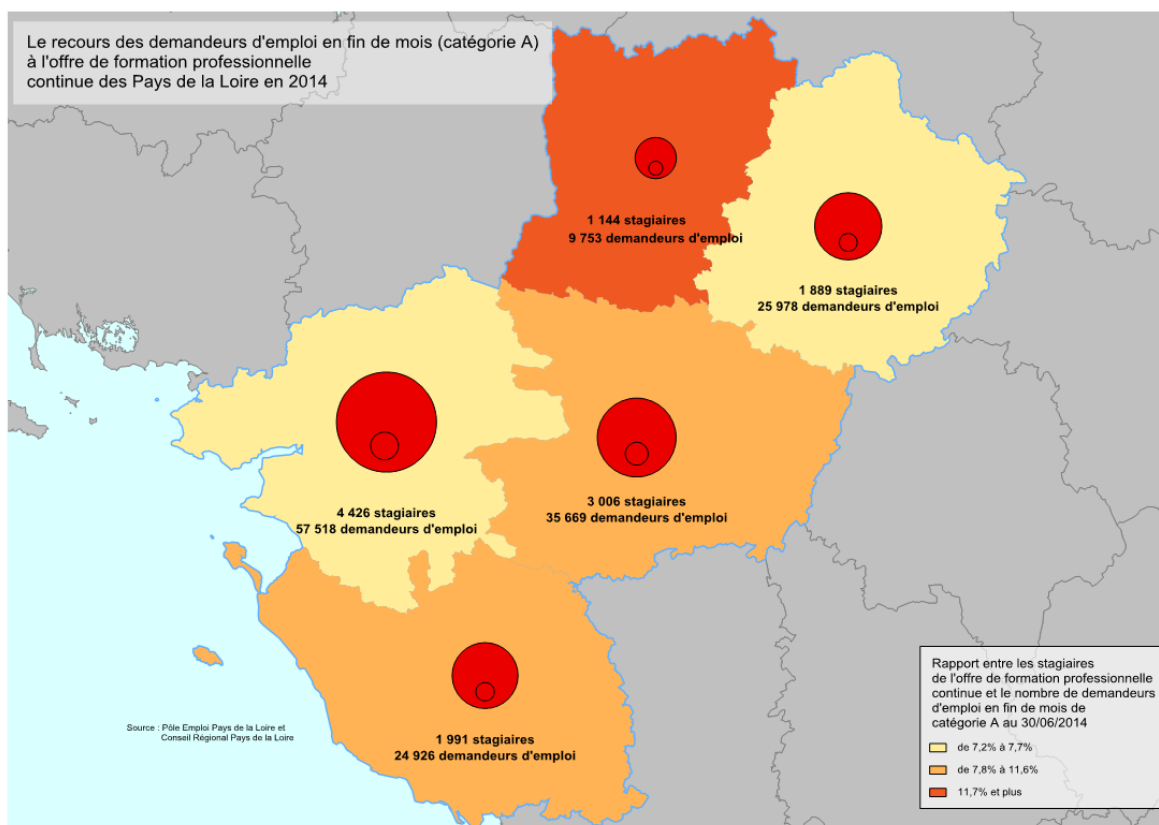 Le recours des demandeurs d'emploi en fin de mois (catégorie A)
à l'offre de formation professionnelle
continue des Pays de la Loire en 2014
1 144 stagiaires
9 753 demandeurs d'emploi
1 889 stagiaires
25 978 demandeurs d'emploi
4 426 stagiaires
57 518 demandeurs d'emploi
3 006 stagiaires
35 669 demandeurs d'emploi
1 991 stagiaires
24 926 demandeurs d'emploi
Source : Pôle Emploi Pays de la Loire et
Conseil Régional Pays de la Loire
Rapport entre les stagiaires
de l'offre de formation professionnelle
continue et le nombre de demandeurs
d'emploi en fin de mois de
catégorie A au 30/06/2014
de 7,2% à 7,7%
de 7,8% à 11,6%
11,7% et plus